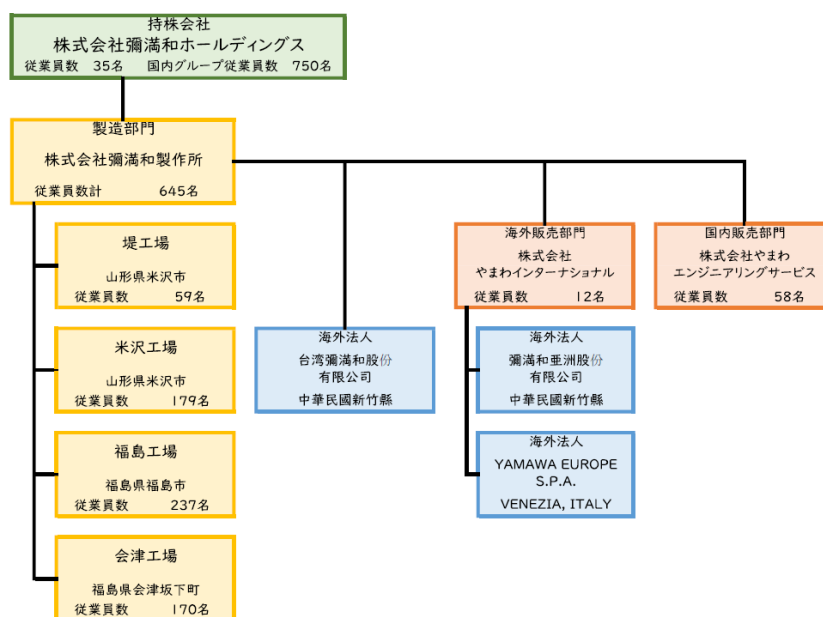 持株会社
株式会社彌満和ホールディングス
従業員数 35名 国内グループ従業員数 750名
製造部門
株式会社彌満和製作所
従業員数計 645名
堤工場
山形県米沢市
従業員数 59名
米沢工場
山形県米沢市
従業員数 179名
福島工場
福島県福島市
従業員数 237名
会津工場
福島県会津坂下町
従業員数 170名
海外法人
台湾彌満和股份
有限公司
中華民國新竹縣
海外販売部門
株式会社
やまわインターナショナル
従業員数 12名
海外法人
彌満和亜洲股份
有限公司
中華民國新竹縣
海外法人
YAMAWA EUROPE
S.P.A.
VENEZIA, ITALY
国内販売部門
株式会社やまわ
エンジニアリングサービス
従業員数 58名